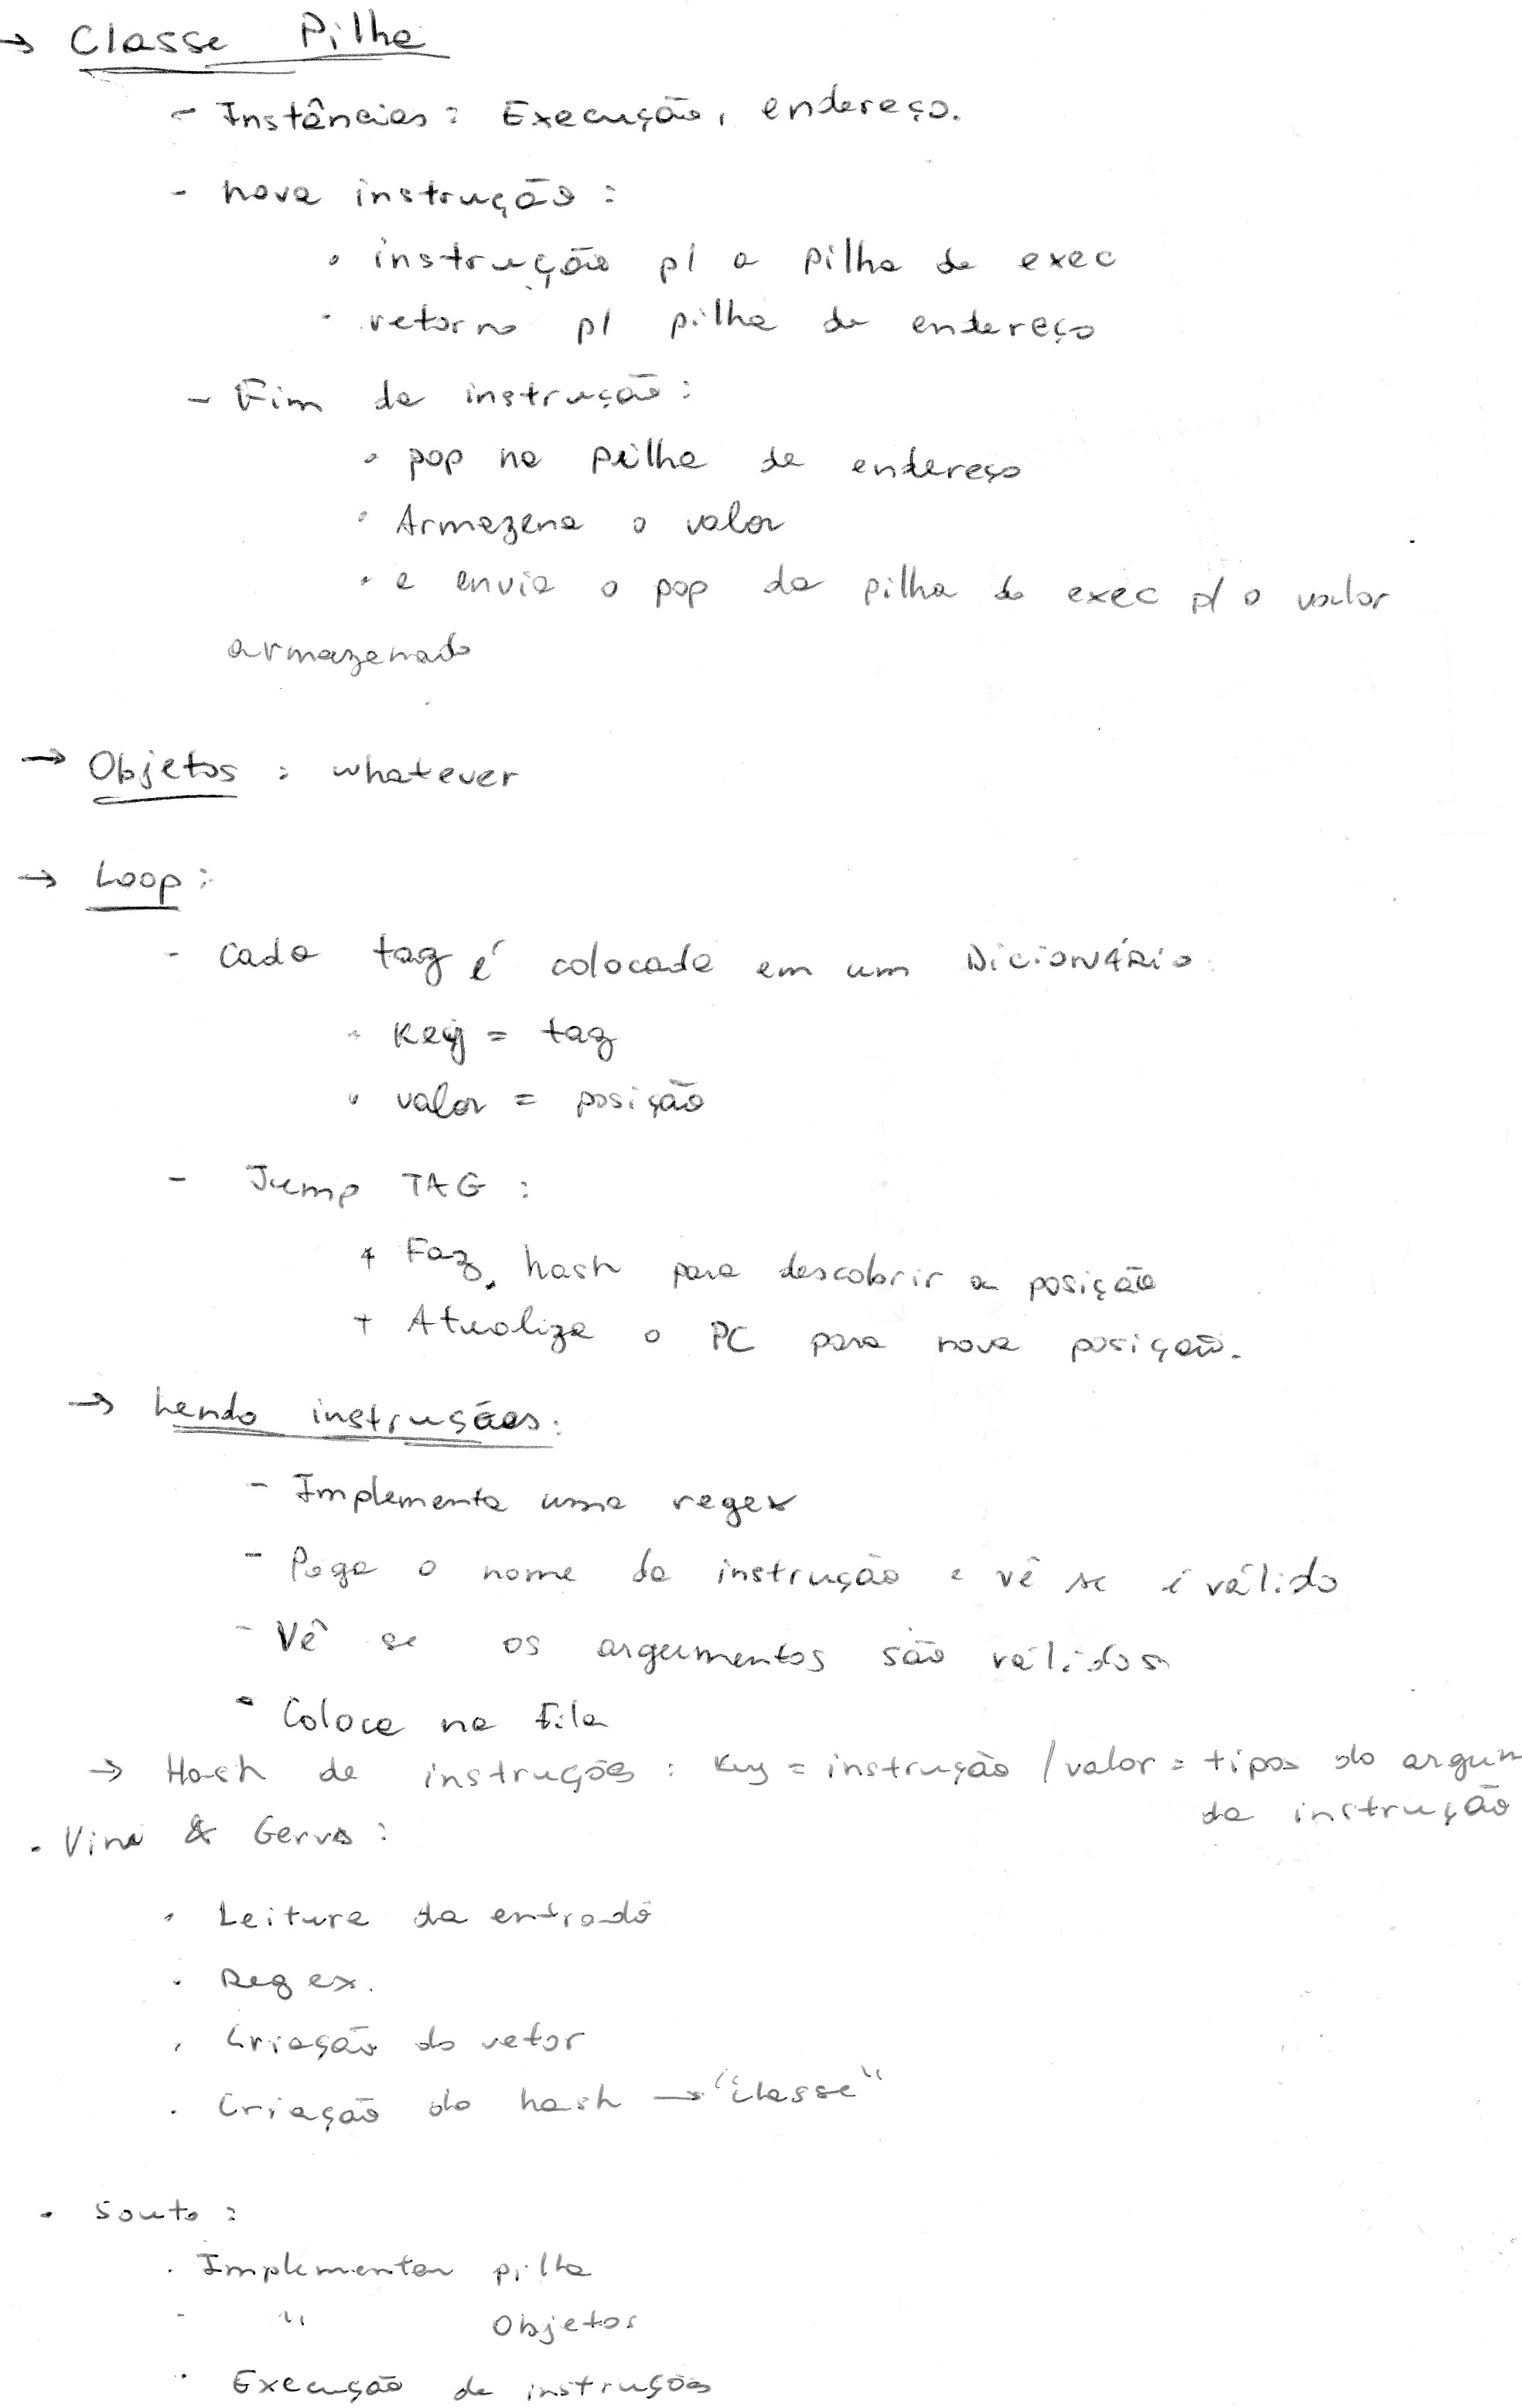 → Classe Pilha
- Instâncias: Execução, endereço.
- nova instrução:
• instrução p/ a pilha de exec
• retorno p/ pilha de endereço
- Fim da instrução:
• pop na pilha de endereço
• Armazena o valor
• e envia o pop da pilha de exec p/ o valor
armazenado
→ Objetos: whatever
→ Loop:
- Cada tag é colocada em um Dicionário.
• Key = tag
• valor = posição
- Jump TAG:
+ Faz hash para descobrir a posição
+ Atualiza o PC para nova posição.
→ Lendo instruções:
- Implementa uma regex
- Pega o nome da instrução e vê se é válido
- Vê se os argumentos são válidos
- Coloca na fila
→ Hash de instruções: Key = instrução / valor = tipos do argum
da instrução
. Vini & Gerva:
. Leitura da entrada
. Regex.
. Criação do vetor
. Criação do hash → "classe"
. Souto:
. Implementar pilha
- " Objetos
. Execução de instruções